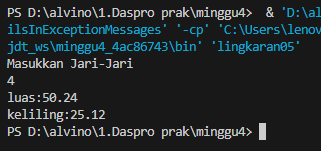 PS D:\alvino\1.Daspro prak\minggu4>  & 'D:\al
ilsInExceptionMessages' '-cp' 'C:\Users\lenov
jdt_ws\minggu4_4ac86743\bin' 'lingkaran05'
Masukkan Jari-Jari
4
luas:50.24
keliling:25.12
PS D:\alvino\1.Daspro prak\minggu4>